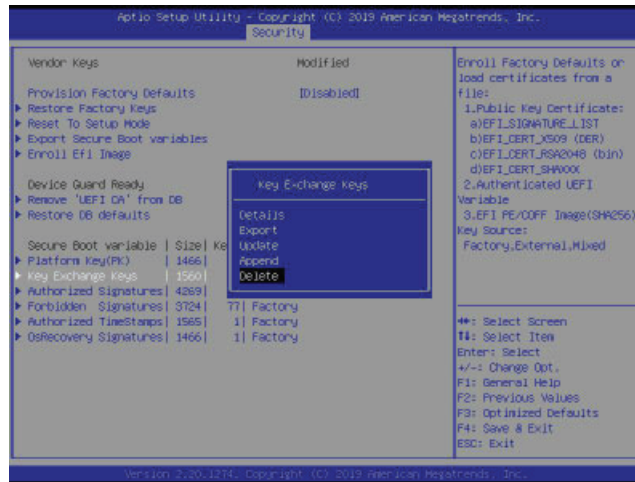 Aptio Setup Utility - Copyright (C) 2019 American Megatrends, Inc.
Security
Vendor Keys Modified
Provision Factory Defaults [Disabled]
Restore Factory Keys
Reset To Setup Mode
Export Secure Boot variables
Enroll Efi Image
Device Guard Ready
Remove 'UEFI CA' from DB
Restore DB defaults
Secure Boot variable | Size| Ke
Platform Key(PK) | 1466|
Key Exchange Keys | 1560|
Authorized Signatures| 4269|
Forbidden Signatures| 3724| 77| Factory
Authorized TimeStamps| 1565| 1| Factory
OsRecovery Signatures| 1466| 1| Factory
Key Exchange Keys
Details
Export
Update
Append
Delete
Enroll Factory Defaults or
load certificates from a
file:
1.Public Key Certificate:
a)EFI_SIGNATURE_LIST
b)EFI_CERT_X509 (DER)
c)EFI_CERT_RSA2048 (bin)
d)EFI_CERT_SHAXXX
2.Authenticated UEFI
Variable
3.EFI PE/COFF Image(SHA256)
Key Source:
Factory,External,Mixed
↔: Select Screen
↑↓: Select Item
Enter: Select
+/-: Change Opt.
F1: General Help
F2: Previous Values
F3: Optimized Defaults
F4: Save & Exit
ESC: Exit
Version 2.20.1274. Copyright (C) 2019 American Megatrends, Inc.